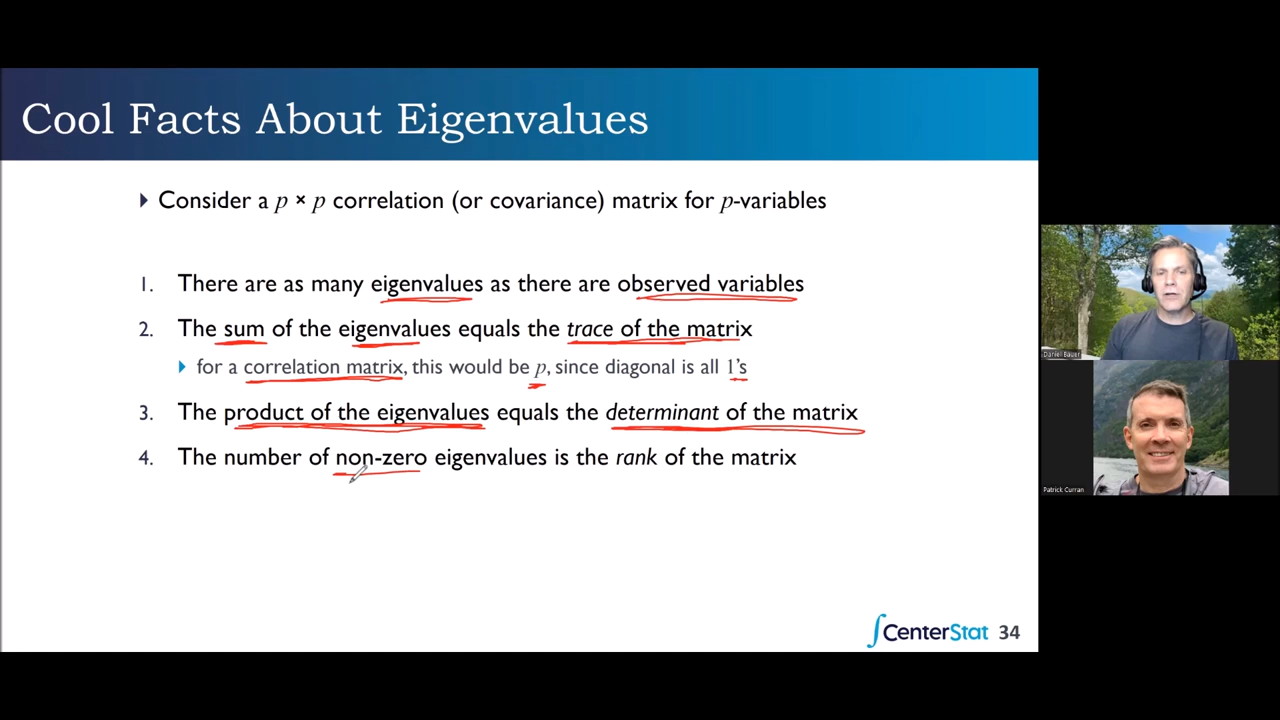 Cool Facts About Eigenvalues
Consider a p × p correlation (or covariance) matrix for p-variables
1. There are as many eigenvalues as there are observed variables
2. The sum of the eigenvalues equals the trace of the matrix
for a correlation matrix, this would be p, since diagonal is all 1's
3. The product of the eigenvalues equals the determinant of the matrix
4. The number of non-zero eigenvalues is the rank of the matrix
CenterStat 34
Daniel Bauer
Patrick Curran